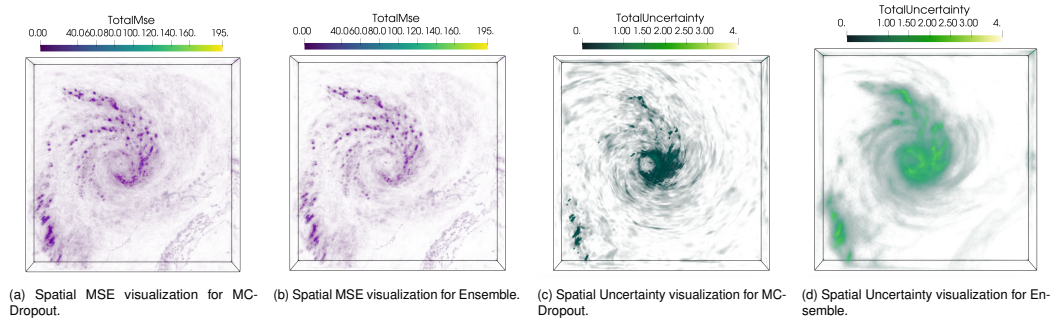 TotalMse
0.00 40.060.080.0100.120.140.160. 195.
TotalMse
0.00 40.060.080.0100.120.140.160. 195.
TotalUncertainty
0. 1.00 1.50 2.00 2.50 3.00 4.
TotalUncertainty
0. 1.00 1.50 2.00 2.50 3.00 4.
(a) Spatial MSE visualization for MC-
Dropout.
(b) Spatial MSE visualization for Ensemble.
(c) Spatial Uncertainty visualization for MC-
Dropout.
(d) Spatial Uncertainty visualization for En-
semble.